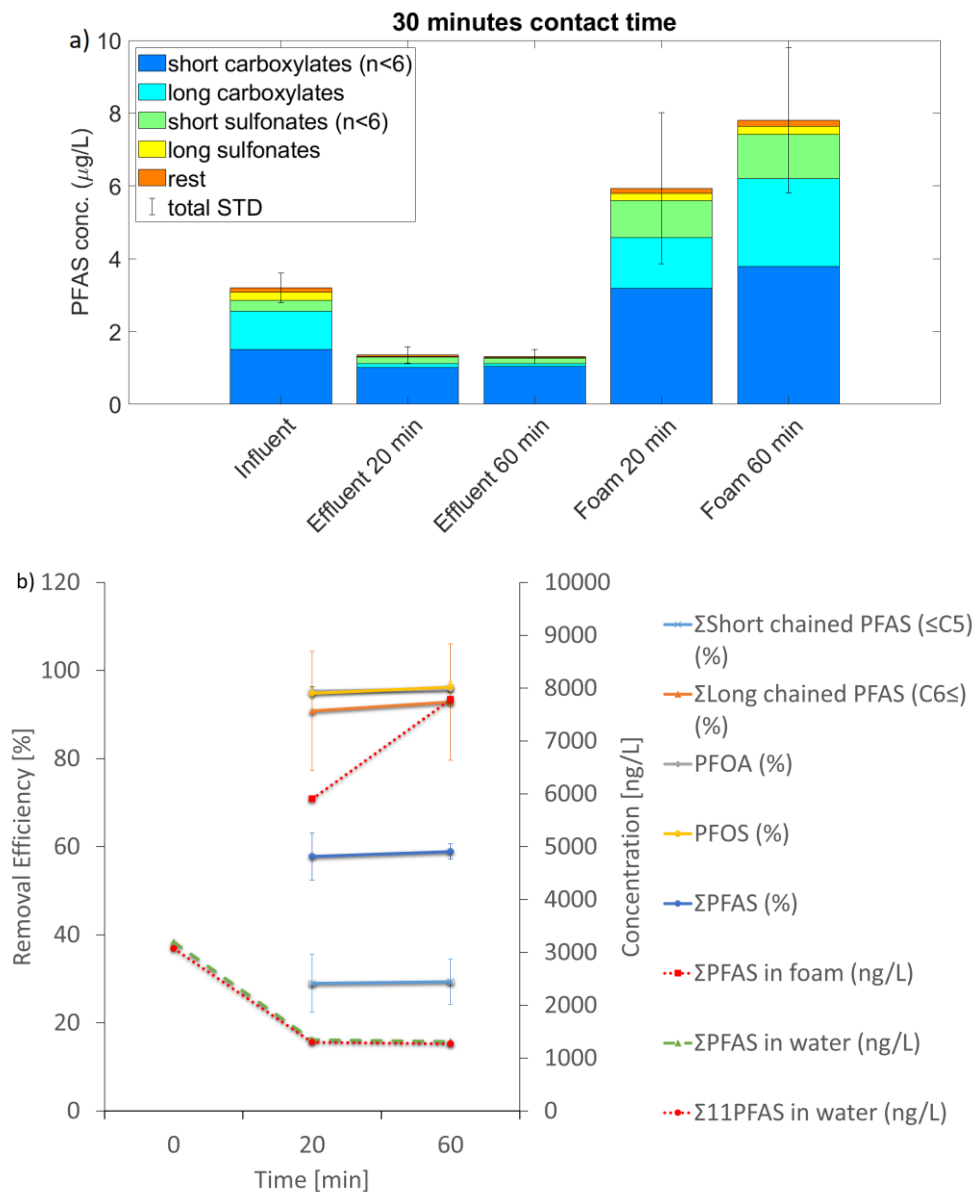 30 minutes contact time
a)
10
8
6
4
2
0
PFAS conc. (µg/L)
short carboxylates (n<6)
long carboxylates
short sulfonates (n<6)
long sulfonates
rest
total STD
Influent
Effluent 20 min
Effluent 60 min
Foam 20 min
Foam 60 min
b)
120
100
80
60
40
20
0
Removal Efficiency [%]
0
20
60
Time [min]
10000
9000
8000
7000
6000
5000
4000
3000
2000
1000
0
Concentration [ng/L]
ΣShort chained PFAS (≤C5)
(%)
ΣLong chained PFAS (C6≤)
(%)
PFOA (%)
PFOS (%)
ΣPFAS (%)
ΣPFAS in foam (ng/L)
ΣPFAS in water (ng/L)
Σ11PFAS in water (ng/L)